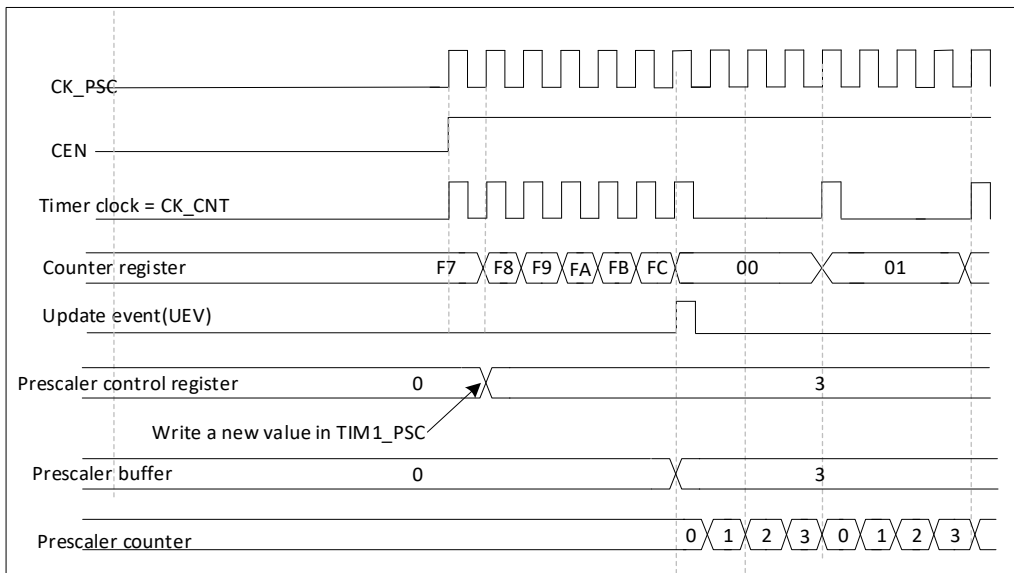 CK_PSC
CEN
Timer clock = CK_CNT
Counter register F7 F8 F9 FA FB FC 00 01
Update event(UEV)
Prescaler control register 0 3
Write a new value in TIM1_PSC
Prescaler buffer 0 3
Prescaler counter 0 1 2 3 0 1 2 3